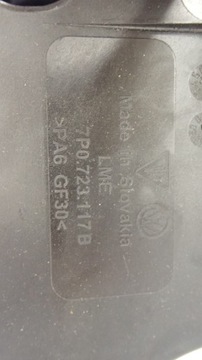 Made in Slovakia
LME
7P0.723.117B
>PA6 GF30<